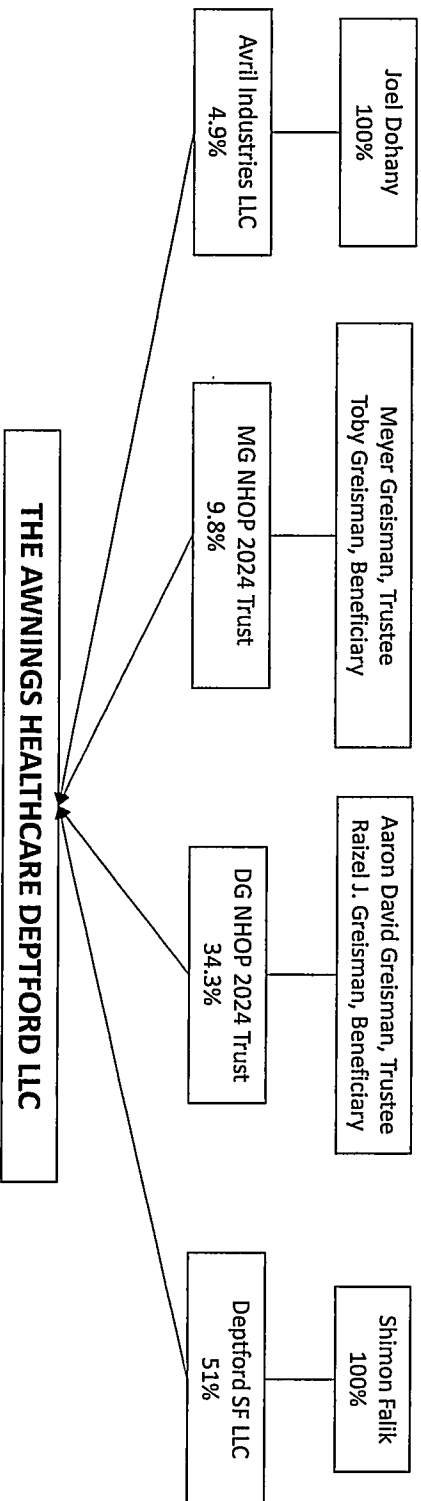 Joel Dohany
100%
Meyer Greisman, Trustee
Toby Greisman, Beneficiary
Aaron David Greisman, Trustee
Raizel J. Greisman, Beneficiary
Shimon Falik
100%
Avril Industries LLC
4.9%
MG NHOP 2024 Trust
9.8%
DG NHOP 2024 Trust
34.3%
Deptford SF LLC
51%
THE AWNINGS HEALTHCARE DEPTFORD LLC